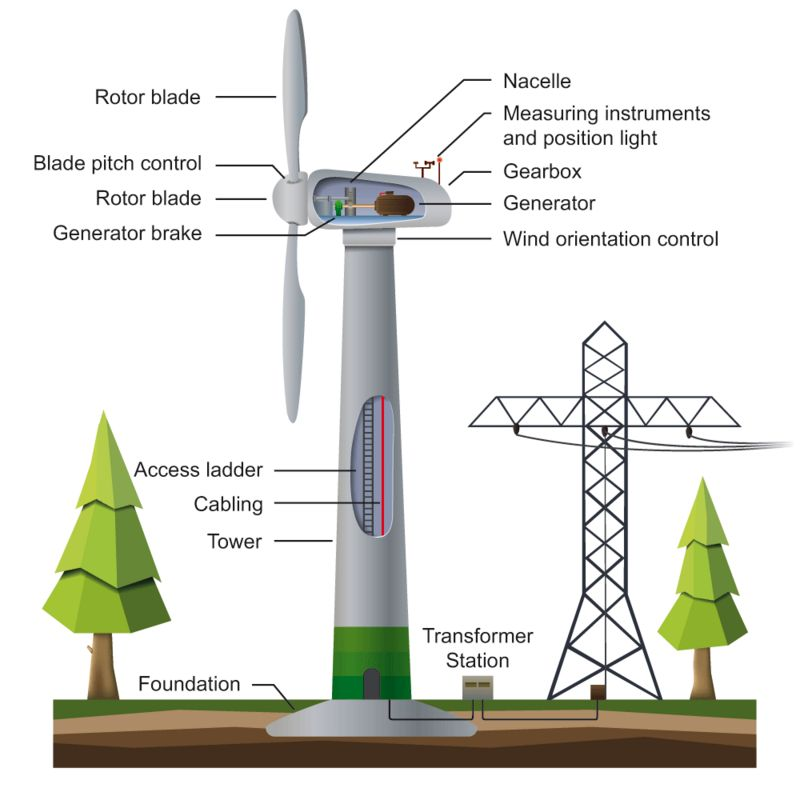 Rotor blade
Blade pitch control
Rotor blade
Generator brake
Nacelle
Measuring instruments
and position light
Gearbox
Generator
Wind orientation control
Access ladder
Cabling
Tower
Transformer
Station
Foundation